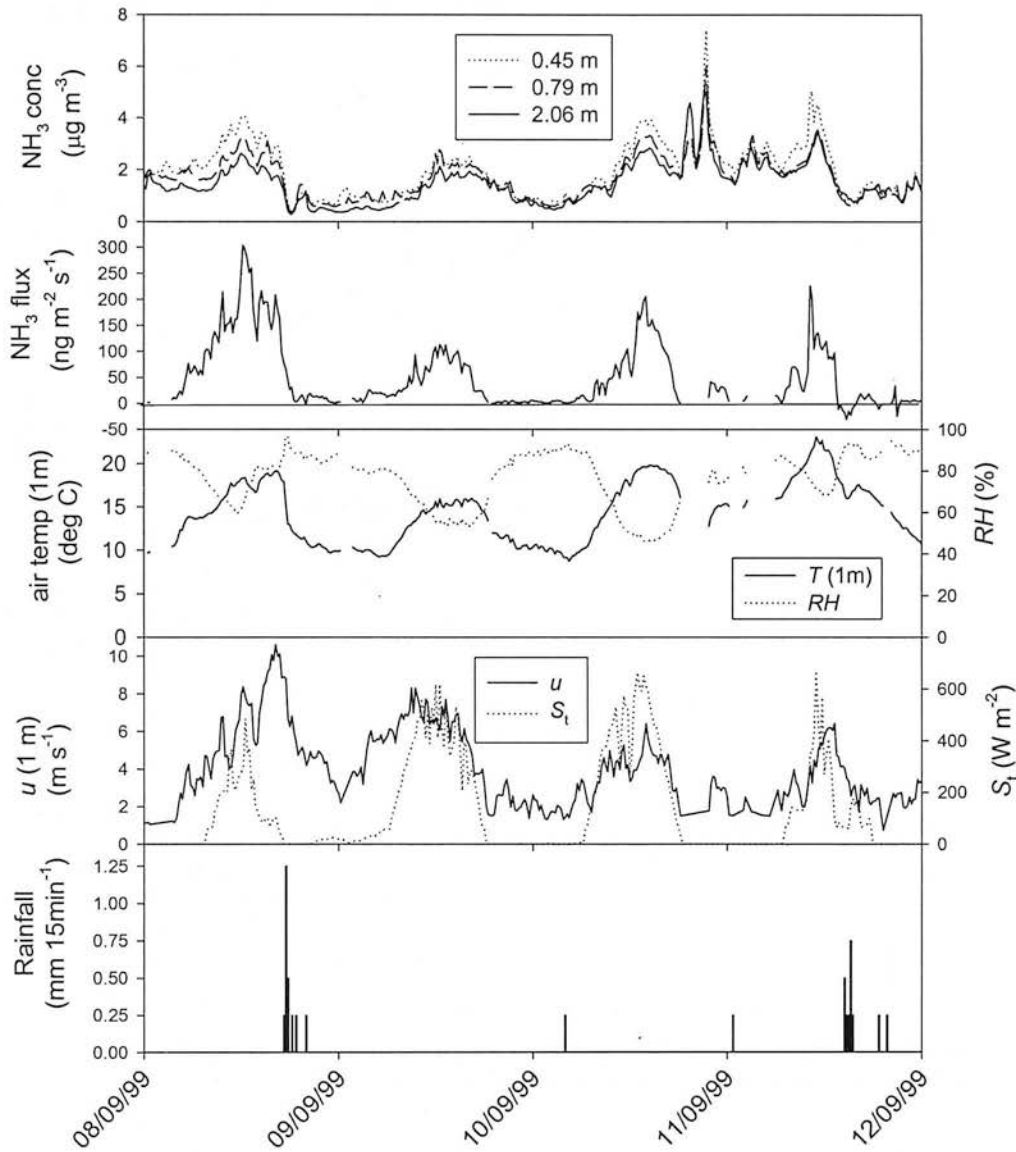 NH3 conc
(μg m-3)
8
6
4
2
0
0.45 m
0.79 m
2.06 m
NH3 flux
(ng m-2 s-1)
300
250
200
150
100
50
0
-50
air temp (1m)
(deg C)
20
15
10
5
0
100
80
60
40
20
0
RH (%)
T (1m)
RH
u (1 m)
(m s-1)
10
8
6
4
2
0
u
St
600
400
200
0
St (W m-2)
Rainfall
(mm 15min-1)
1.25
1.00
0.75
0.50
0.25
0.00
08/09/99
09/09/99
10/09/99
11/09/99
12/09/99